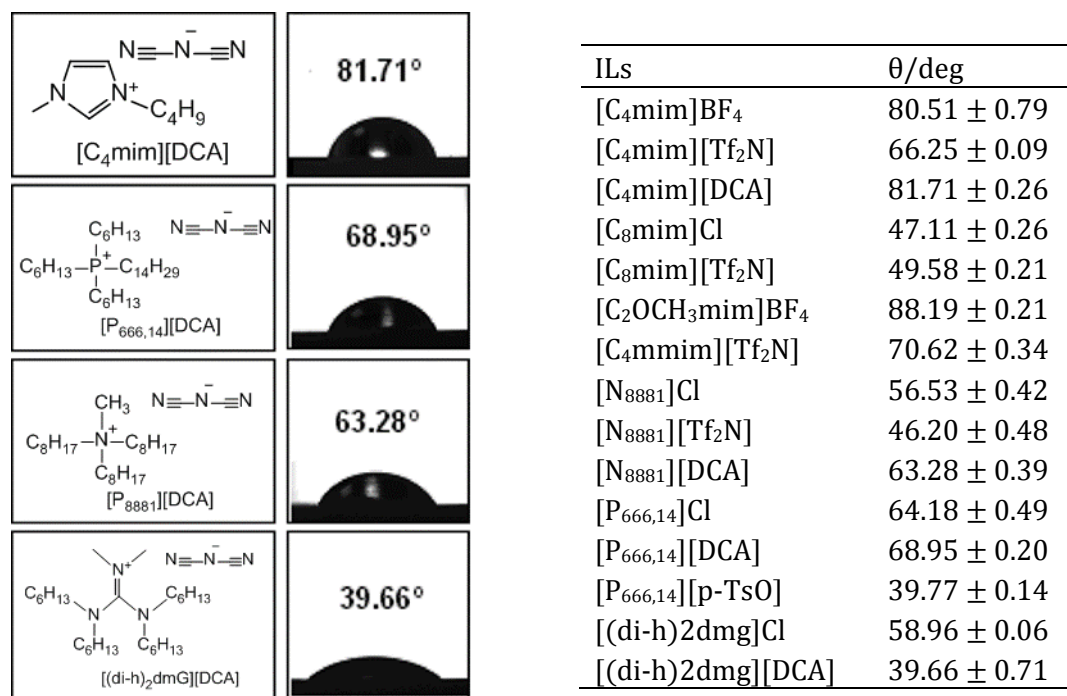 N≡—N̄—≡N
N
N⁺
C₄H₉
[C₄mim][DCA]
81.71°
C₆H₁₃ N≡—N̄—≡N
C₆H₁₃–P⁺–C₁₄H₂₉
C₆H₁₃
[P₆₆₆,₁₄][DCA]
68.95°
CH₃ N≡—N̄—≡N
C₈H₁₇–N⁺–C₈H₁₇
C₈H₁₇
[P₈₈₈₁][DCA]
63.28°
N⁺ N≡—N̄—≡N
C₆H₁₃ C₆H₁₃
N N
C₆H₁₃ C₆H₁₃
[(di-h)₂dmG][DCA]
39.66°
ILs θ/deg
[C₄mim]BF₄ 80.51 ± 0.79
[C₄mim][Tf₂N] 66.25 ± 0.09
[C₄mim][DCA] 81.71 ± 0.26
[C₈mim]Cl 47.11 ± 0.26
[C₈mim][Tf₂N] 49.58 ± 0.21
[C₂OCH₃mim]BF₄ 88.19 ± 0.21
[C₄mmim][Tf₂N] 70.62 ± 0.34
[N₈₈₈₁]Cl 56.53 ± 0.42
[N₈₈₈₁][Tf₂N] 46.20 ± 0.48
[N₈₈₈₁][DCA] 63.28 ± 0.39
[P₆₆₆,₁₄]Cl 64.18 ± 0.49
[P₆₆₆,₁₄][DCA] 68.95 ± 0.20
[P₆₆₆,₁₄][p-TsO] 39.77 ± 0.14
[(di-h)2dmg]Cl 58.96 ± 0.06
[(di-h)2dmg][DCA] 39.66 ± 0.71